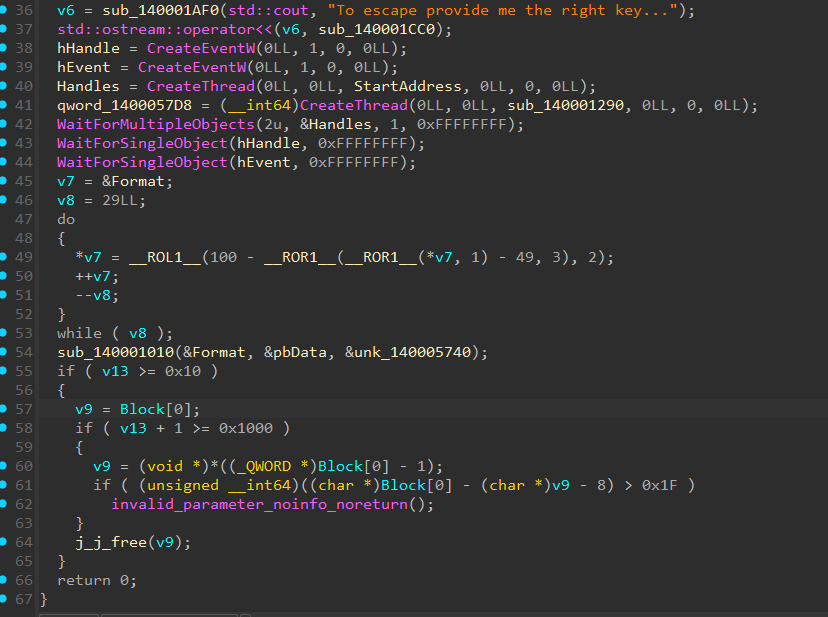 36 v6 = sub_140001AF0(std::cout, "To escape provide me the right key...");
37 std::ostream::operator<<(v6, sub_140001CC0);
38 hHandle = CreateEventW(0LL, 1, 0, 0LL);
39 hEvent = CreateEventW(0LL, 1, 0, 0LL);
40 Handles = CreateThread(0LL, 0LL, StartAddress, 0LL, 0, 0LL);
41 qword_1400057D8 = (__int64)CreateThread(0LL, 0LL, sub_140001290, 0LL, 0, 0LL);
42 WaitForMultipleObjects(2u, &Handles, 1, 0xFFFFFFFF);
43 WaitForSingleObject(hHandle, 0xFFFFFFFF);
44 WaitForSingleObject(hEvent, 0xFFFFFFFF);
45 v7 = &Format;
46 v8 = 29LL;
47 do
48 {
49 *v7 = __ROL1__(100 - __ROR1__(__ROR1__(*v7, 1) - 49, 3), 2);
50 ++v7;
51 --v8;
52 }
53 while ( v8 );
54 sub_140001010(&Format, &pbData, &unk_140005740);
55 if ( v13 >= 0x10 )
56 {
57 v9 = Block[0];
58 if ( v13 + 1 >= 0x1000 )
59 {
60 v9 = (void *)*((_QWORD *)Block[0] - 1);
61 if ( (unsigned __int64)((char *)Block[0] - (char *)v9 - 8) > 0x1F )
62 invalid_parameter_noinfo_noreturn();
63 }
64 j_j_free(v9);
65 }
66 return 0;
67 }